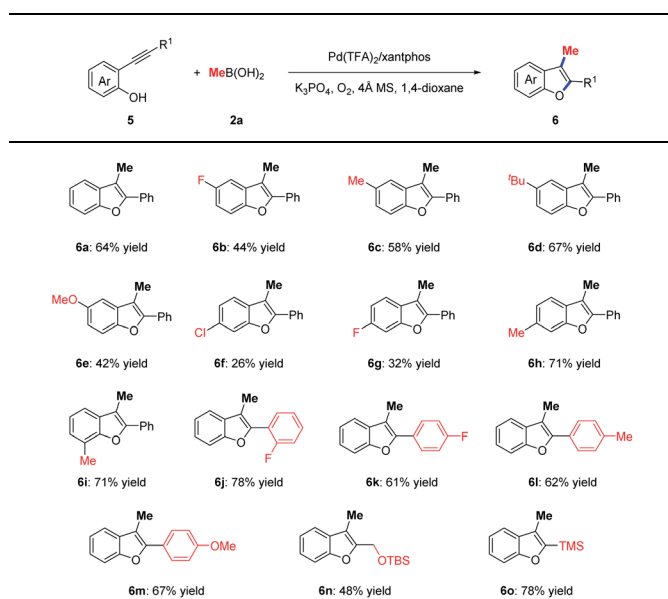 R¹ Me
Pd(TFA)₂/xantphos
Ar + MeB(OH)₂ Ar R¹
OH K₃PO₄, O₂, 4Å MS, 1,4-dioxane O
5 2a 6
Me Me Me Me
F Me ᵗBu
Ph Ph Ph Ph
O O O O
6a: 64% yield 6b: 44% yield 6c: 58% yield 6d: 67% yield
Me Me Me Me
MeO
Ph Ph Ph Ph
O Cl O F O Me O
6e: 42% yield 6f: 26% yield 6g: 32% yield 6h: 71% yield
Me Me Me Me
Ph F Me
O O O O
Me F
6i: 71% yield 6j: 78% yield 6k: 61% yield 6l: 62% yield
Me Me Me
OMe TMS
O O O
OTBS
6m: 67% yield 6n: 48% yield 6o: 78% yield